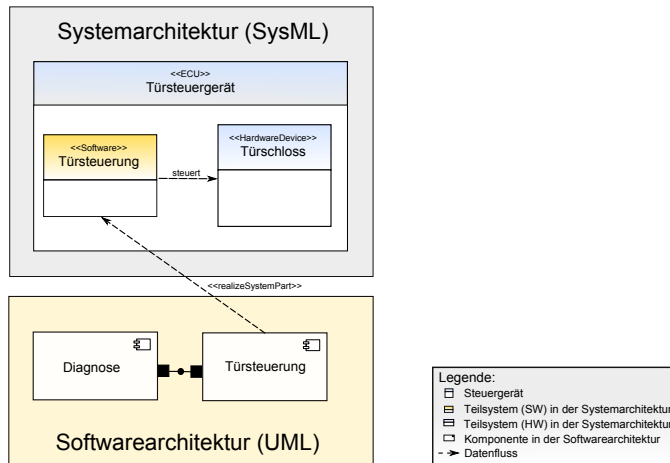 Systemarchitektur (SysML)
<<ECU>>
Türsteuergerät
<<Software>>
Türsteuerung
steuert
<<HardwareDevice>>
Türschloss
<<realizeSystemPart>>
Diagnose
Türsteuerung
Softwarearchitektur (UML)
Legende:
Steuergerät
Teilsystem (SW) in der Systemarchitektur
Teilsystem (HW) in der Systemarchitektur
Komponente in der Softwarearchitektur
Datenfluss